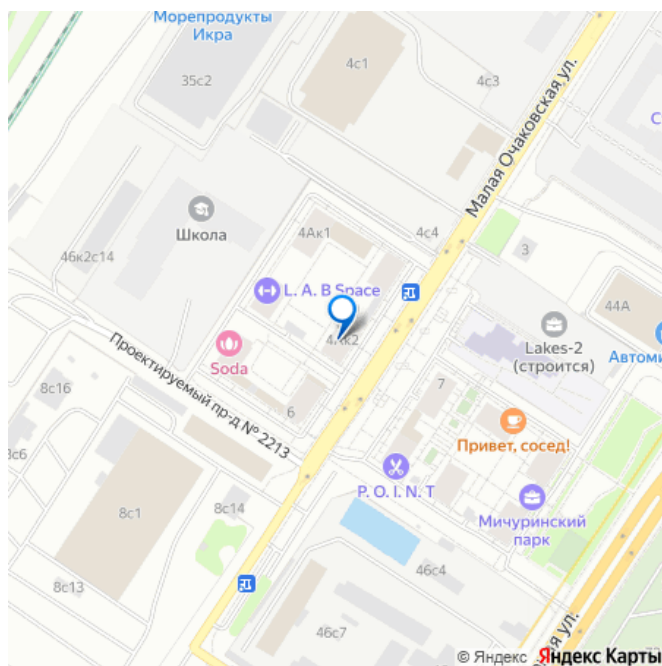 Морепродукты
Икра
35с2
4с1
4с3
Малая Очаковская ул.
Школа
4Ак1
4с4
3
46к2с14
L. A. B Space
44А
Lakes-2
(строится)
Автоми
Проектируемый пр-д № 2213
Soda
4Ак2
7
8с16
6
Привет, сосед!
P. O. I. N. T
8с1
8с14
Мичуринский
парк
46с4
8с13
46с7
ая ул.
© Яндекс Яндекс Карты